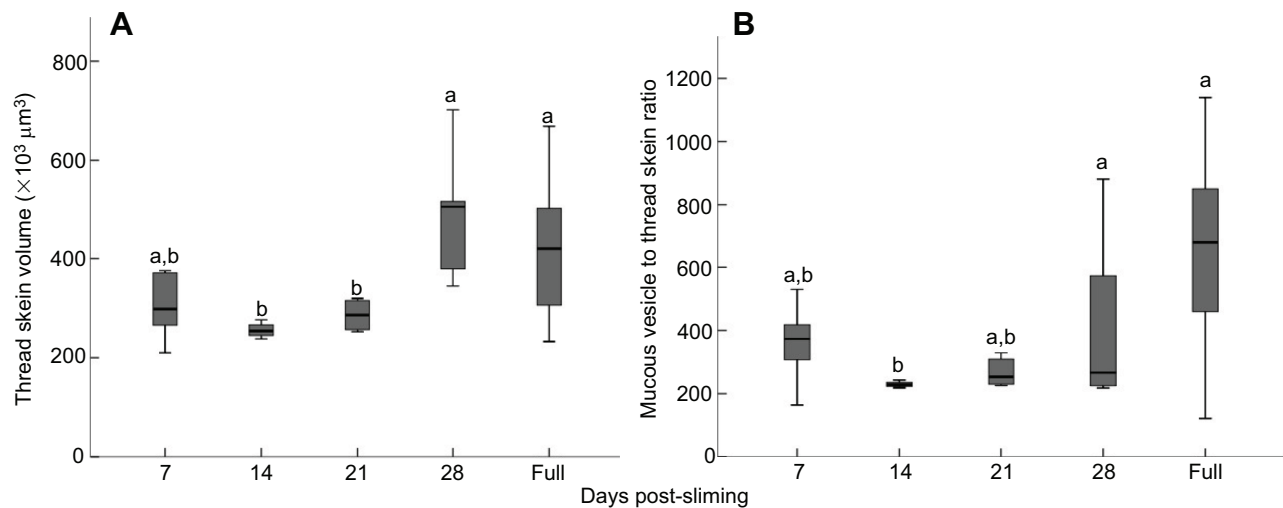 A
Thread skein volume (×10³ μm³)
800
600
400
200
0
a,b
b
b
a
a
7 14 21 28 Full
B
Mucous vesicle to thread skein ratio
1200
1000
800
600
400
200
0
a,b
b
a,b
a
a
7 14 21 28 Full
Days post-sliming